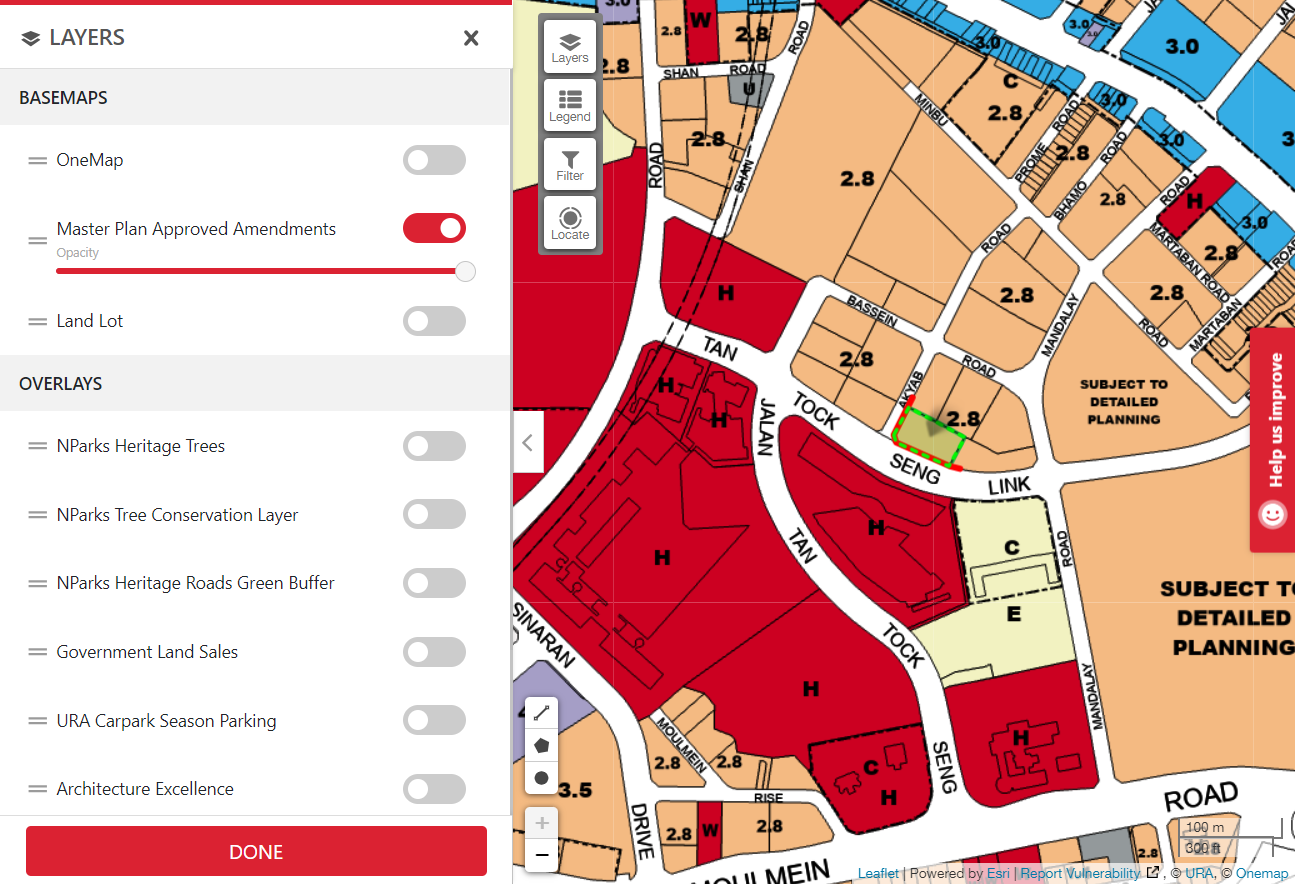 LAYERS
BASEMAPS
OneMap
Master Plan Approved Amendments
Opacity
Land Lot
OVERLAYS
NParks Heritage Trees
NParks Tree Conservation Layer
NParks Heritage Roads Green Buffer
Government Land Sales
URA Carpark Season Parking
Architecture Excellence
DONE
Layers
Legend
Filter
Locate
3.0
2.8
W
2.8
ROAD
2.8
SHAN
ROAD
U
2.8
ROAD
SHAN
2.8
3.0
C
2.8
MINBU
3.0
3.0
3.0
3.0
PROME
ROAD
2.8
BHAMO
ROAD
2.8
3.0
3
ROAD
H
3.0
2.8
MARTABAN ROAD
ROAD
2.8
MARTABAN
ROAD
ROAD
2.8
MANDALAY
H
BASSEIN
2.8
ROAD
AKYAB
2.8
TAN
TOCK
SENG
LINK
SUBJECT TO
DETAILED
PLANNING
H
H
JALAN
H
H
TAN
C
E
ROAD
SUBJECT TO
DETAILED
PLANNING
SINARAN
TOCK
H
MANDALAY
H
C
H
SENG
MOULMEIN
2.8
2.8
RISE
3.5
DRIVE
2.8
W
2.8
MOULMEIN
ROAD
2.8
Help us improve
100 m
300 ft
Leaflet | Powered by Esri | Report Vulnerability , © URA, © Onemap